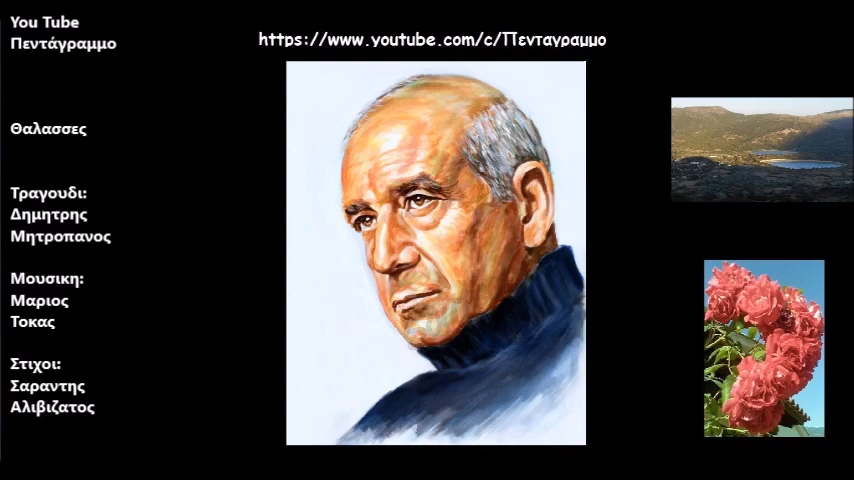 You Tube
Πεντάγραμμο
https://www.youtube.com/c/Πενταγραμμο
Θαλασσες
Τραγουδι:
Δημητρης
Μητροπανος
Μουσικη:
Μαριος
Τοκας
Στιχοι:
Σαραντης
Αλιβιζατος